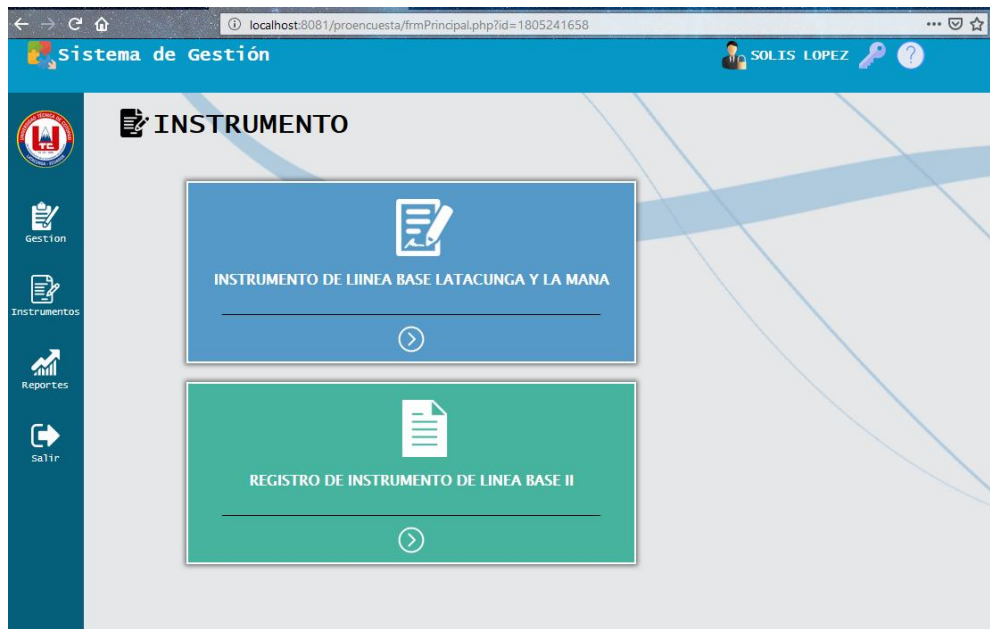 localhost:8081/proencuesta/frmPrincipal.php?id=1805241658
Sistema de Gestión
SOLIS LOPEZ
?
INSTRUMENTO
Gestion
Instrumentos
Reportes
Salir
INSTRUMENTO DE LIINEA BASE LATACUNGA Y LA MANA
REGISTRO DE INSTRUMENTO DE LINEA BASE II